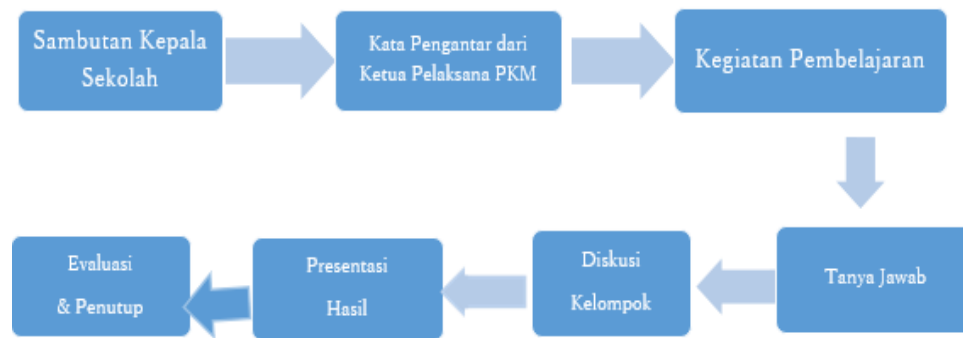 Sambutan Kepala
Sekolah
Kata Pengantar dari
Ketua Pelaksana PKM
Kegiatan Pembelajaran
Tanya Jawab
Diskusi
Kelompok
Presentasi
Hasil
Evaluasi
& Penutup